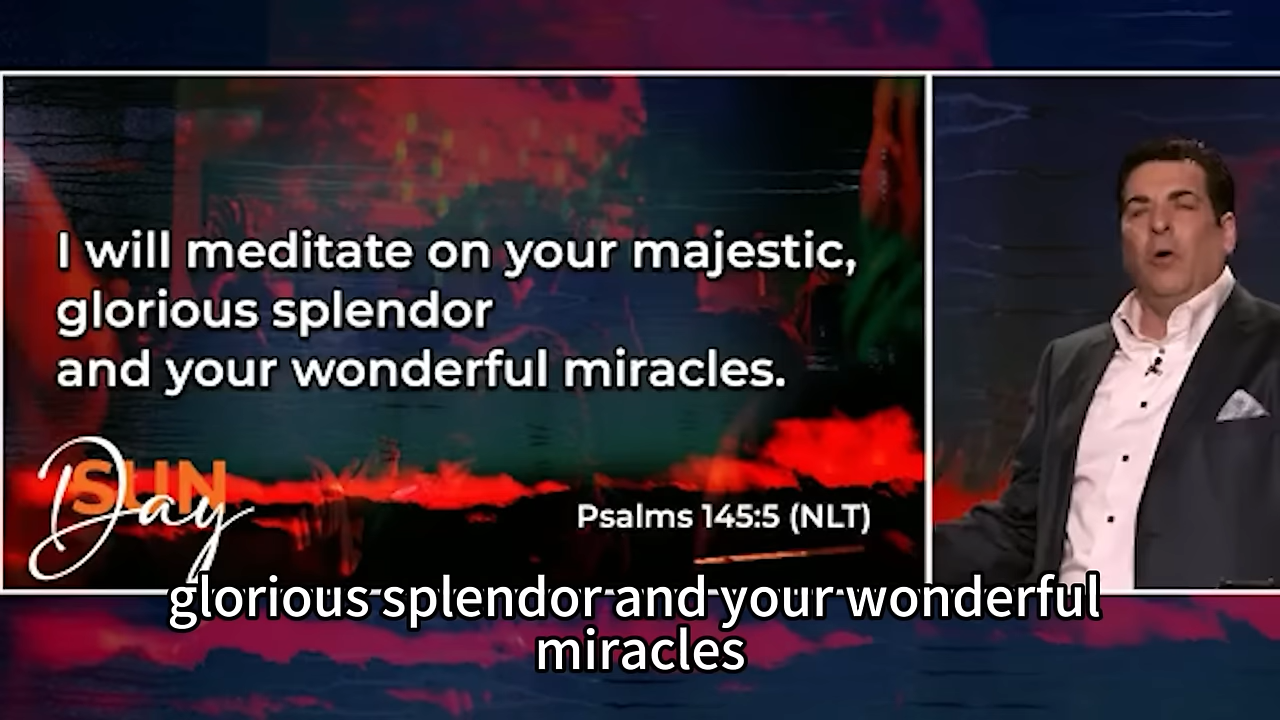 I will meditate on your majestic,
glorious splendor
and your wonderful miracles.
SUN
Day
Psalms 145:5 (NLT)
glorious splendor and your wonderful
miracles